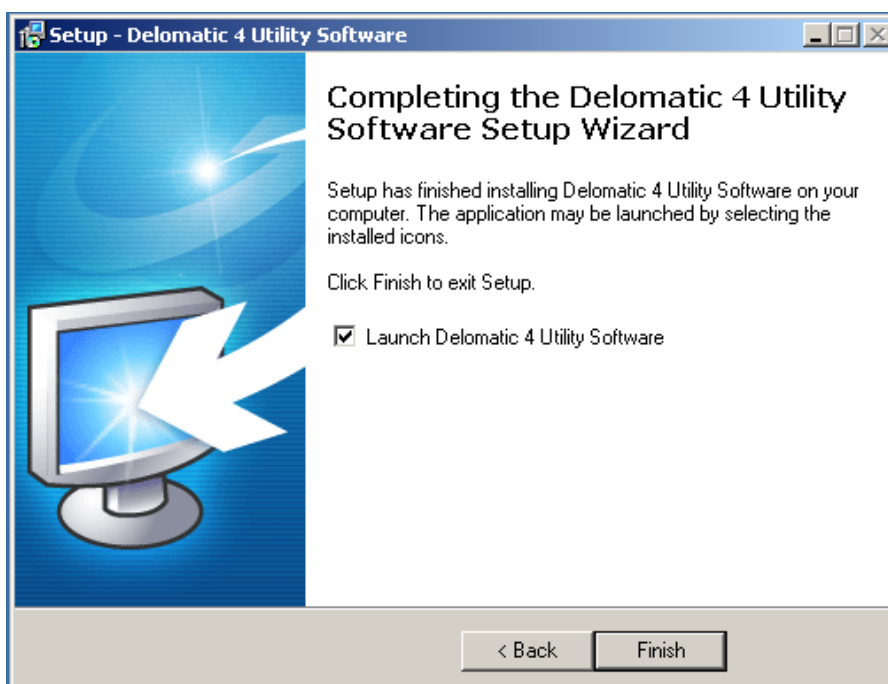 Setup - Delomatic 4 Utility Software
Completing the Delomatic 4 Utility
Software Setup Wizard
Setup has finished installing Delomatic 4 Utility Software on your
computer. The application may be launched by selecting the
installed icons.
Click Finish to exit Setup.
Launch Delomatic 4 Utility Software
< Back Finish